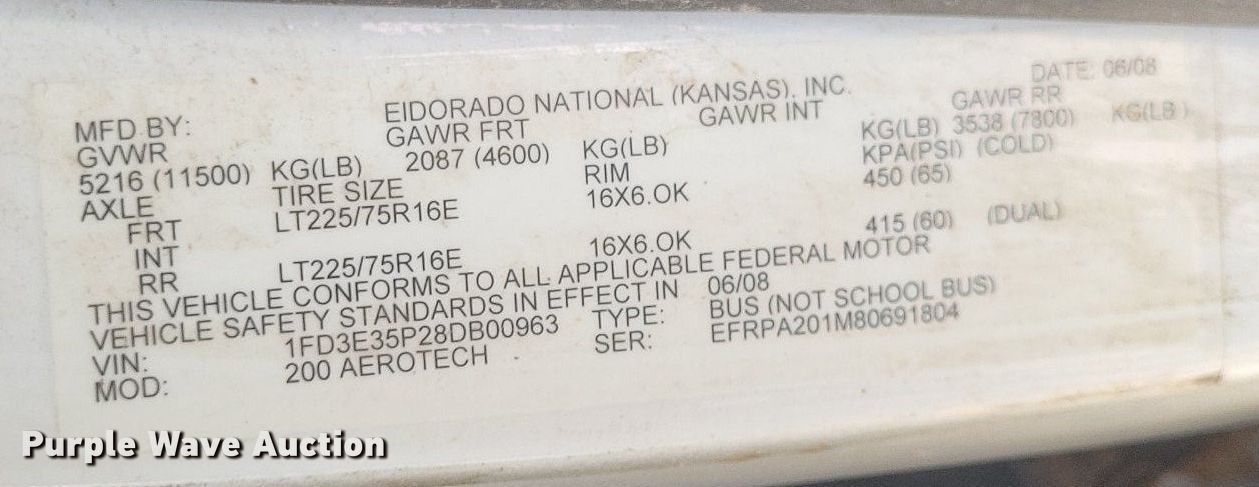 DATE: 06/08
MFD BY: EIDORADO NATIONAL (KANSAS), INC.
GVWR GAWR FRT GAWR INT GAWR RR
5216 (11500) KG(LB) 2087 (4600) KG(LB) KG(LB) 3538 (7800) KG(LB)
AXLE TIRE SIZE RIM KPA(PSI) (COLD)
FRT LT225/75R16E 16X6.OK 450 (65)
INT
RR LT225/75R16E 16X6.OK 415 (60) (DUAL)
THIS VEHICLE CONFORMS TO ALL APPLICABLE FEDERAL MOTOR
VEHICLE SAFETY STANDARDS IN EFFECT IN 06/08
VIN: 1FD3E35P28DB00963 TYPE: BUS (NOT SCHOOL BUS)
MOD: 200 AEROTECH SER: EFRPA201M80691804
Purple Wave Auction